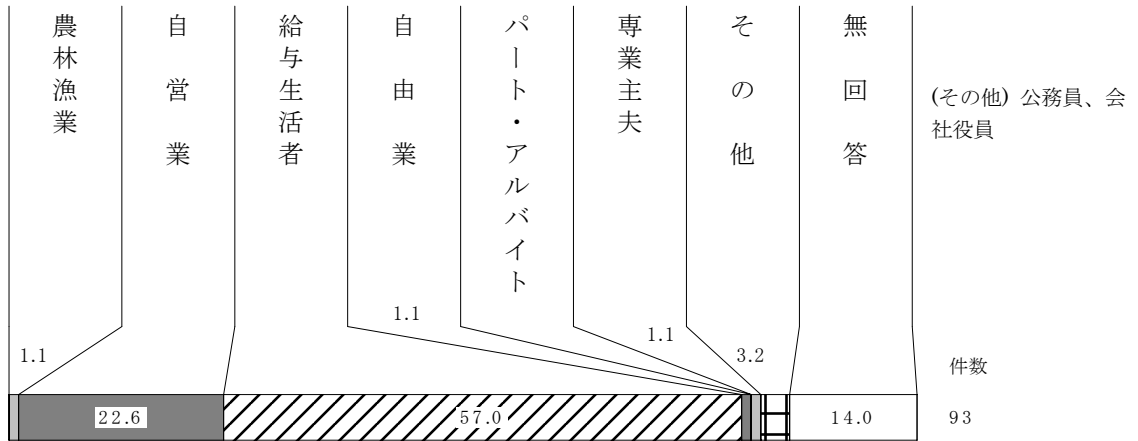 農林漁業
自営業
給与生活者
自由業
パート・アルバイト
専業主夫
その他
無回答
(その他) 公務員、会
社役員
1.1
1.1
1.1
3.2
件数
22.6
57.0
14.0
93